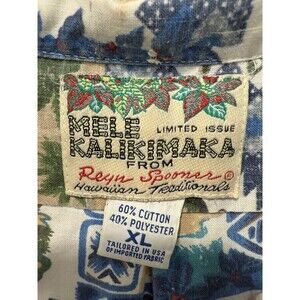 MELE
LIMITED ISSUE
KALIKIMAKA
FROM
Reyn Spooner®
Hawaiian Traditionals
60% COTTON
40% POLYESTER
XL
TAILORED IN USA
OF IMPORTED FABRIC